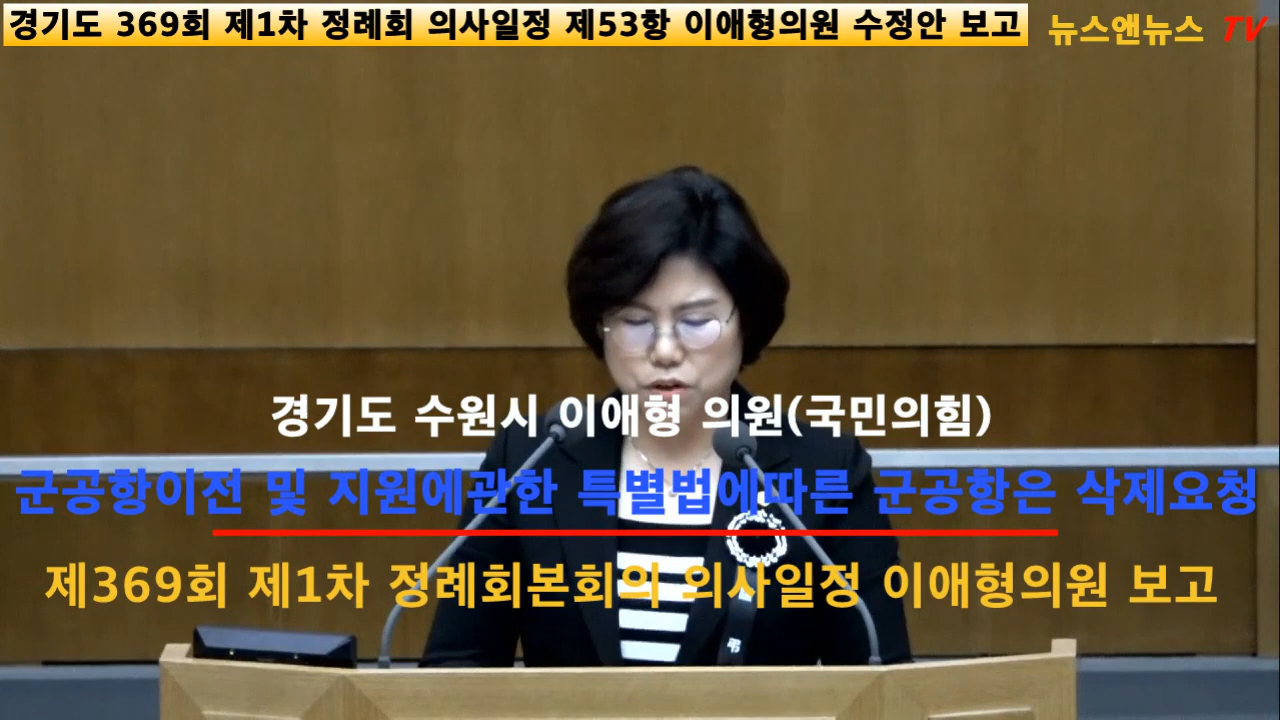 경기도 369회 제1차 정례회 의사일정 제53항 이애형의원 수정안 보고
뉴스앤뉴스 TV
경기도 수원시 이애형 의원(국민의힘)
군공항이전 및 지원에관한 특별법에따른 군공항은 삭제요청
제369회 제1차 정례회본회의 의사일정 이애형의원 보고
弔